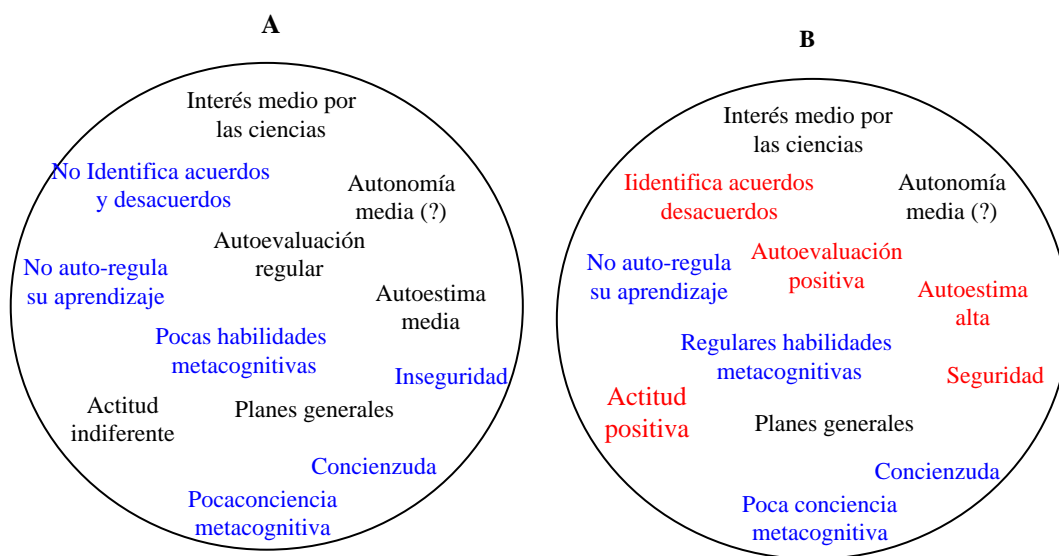 A
Interés medio por
las ciencias
No Identifica acuerdos
y desacuerdos
Autonomía
media (?)
Autoevaluación
regular
No auto-regula
su aprendizaje
Autoestima
media
Pocas habilidades
metacognitivas
Inseguridad
Actitud
indiferente
Planes generales
Concienzuda
Pocaconciencia
metacognitiva
B
Interés medio por
las ciencias
Iidentifica acuerdos
desacuerdos
Autonomía
media (?)
No auto-regula
su aprendizaje
Autoevaluación
positiva
Autoestima
alta
Regulares habilidades
metacognitivas
Seguridad
Actitud
positiva
Planes generales
Concienzuda
Poca conciencia
metacognitiva